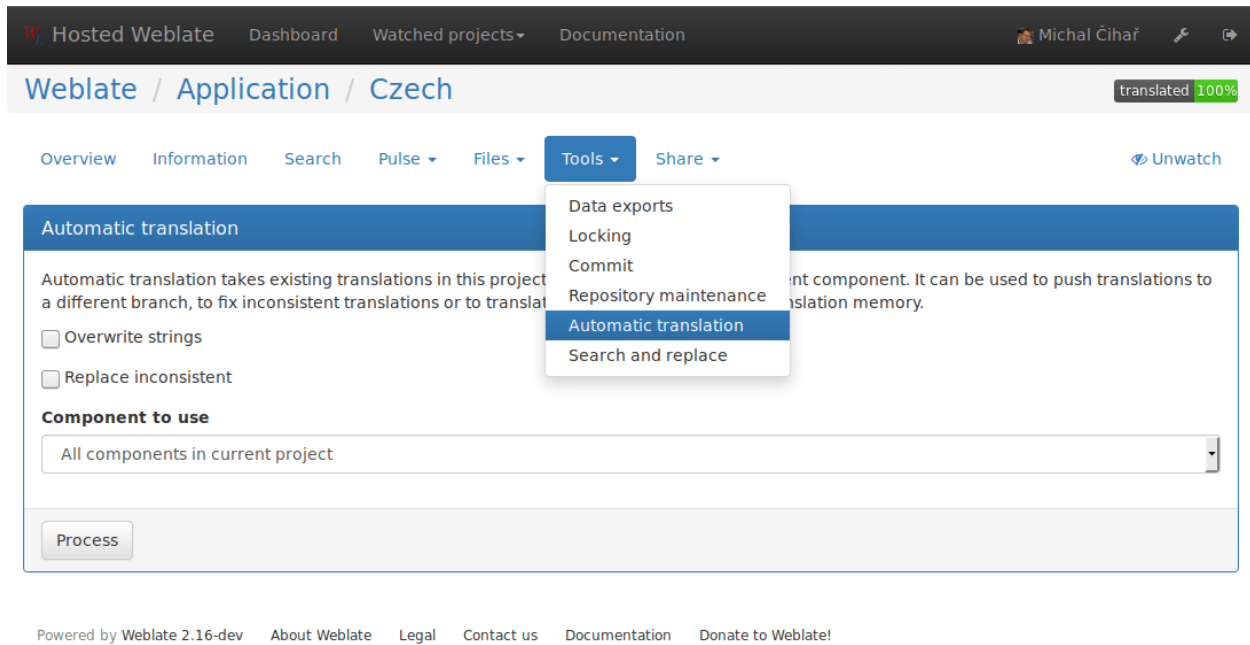 Hosted Weblate Dashboard Watched projects Documentation Michal Čihař
Weblate / Application / Czech translated 100%
Overview Information Search Pulse Files Tools Share Unwatch
Data exports
Locking
Commit
Repository maintenance
Automatic translation
Search and replace
Automatic translation
Automatic translation takes existing translations in this project nt component. It can be used to push translations to
a different branch, to fix inconsistent translations or to translat slation memory.
Overwrite strings
Replace inconsistent
Component to use
All components in current project
Process
Powered by Weblate 2.16-dev About Weblate Legal Contact us Documentation Donate to Weblate!